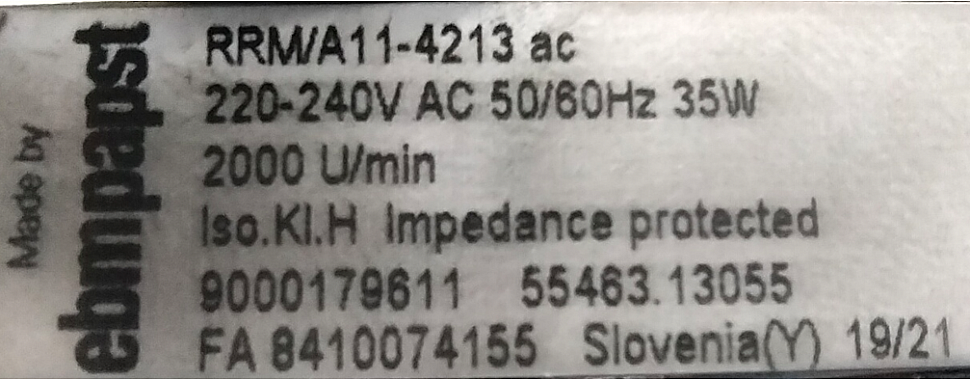 Made by
ebmpapst
RRM/A11-4213 ac
220-240V AC 50/60Hz 35W
2000 U/min
Iso.Kl.H Impedance protected
9000179611 55463.13055
FA 8410074155 Slovenia(Y) 19/21